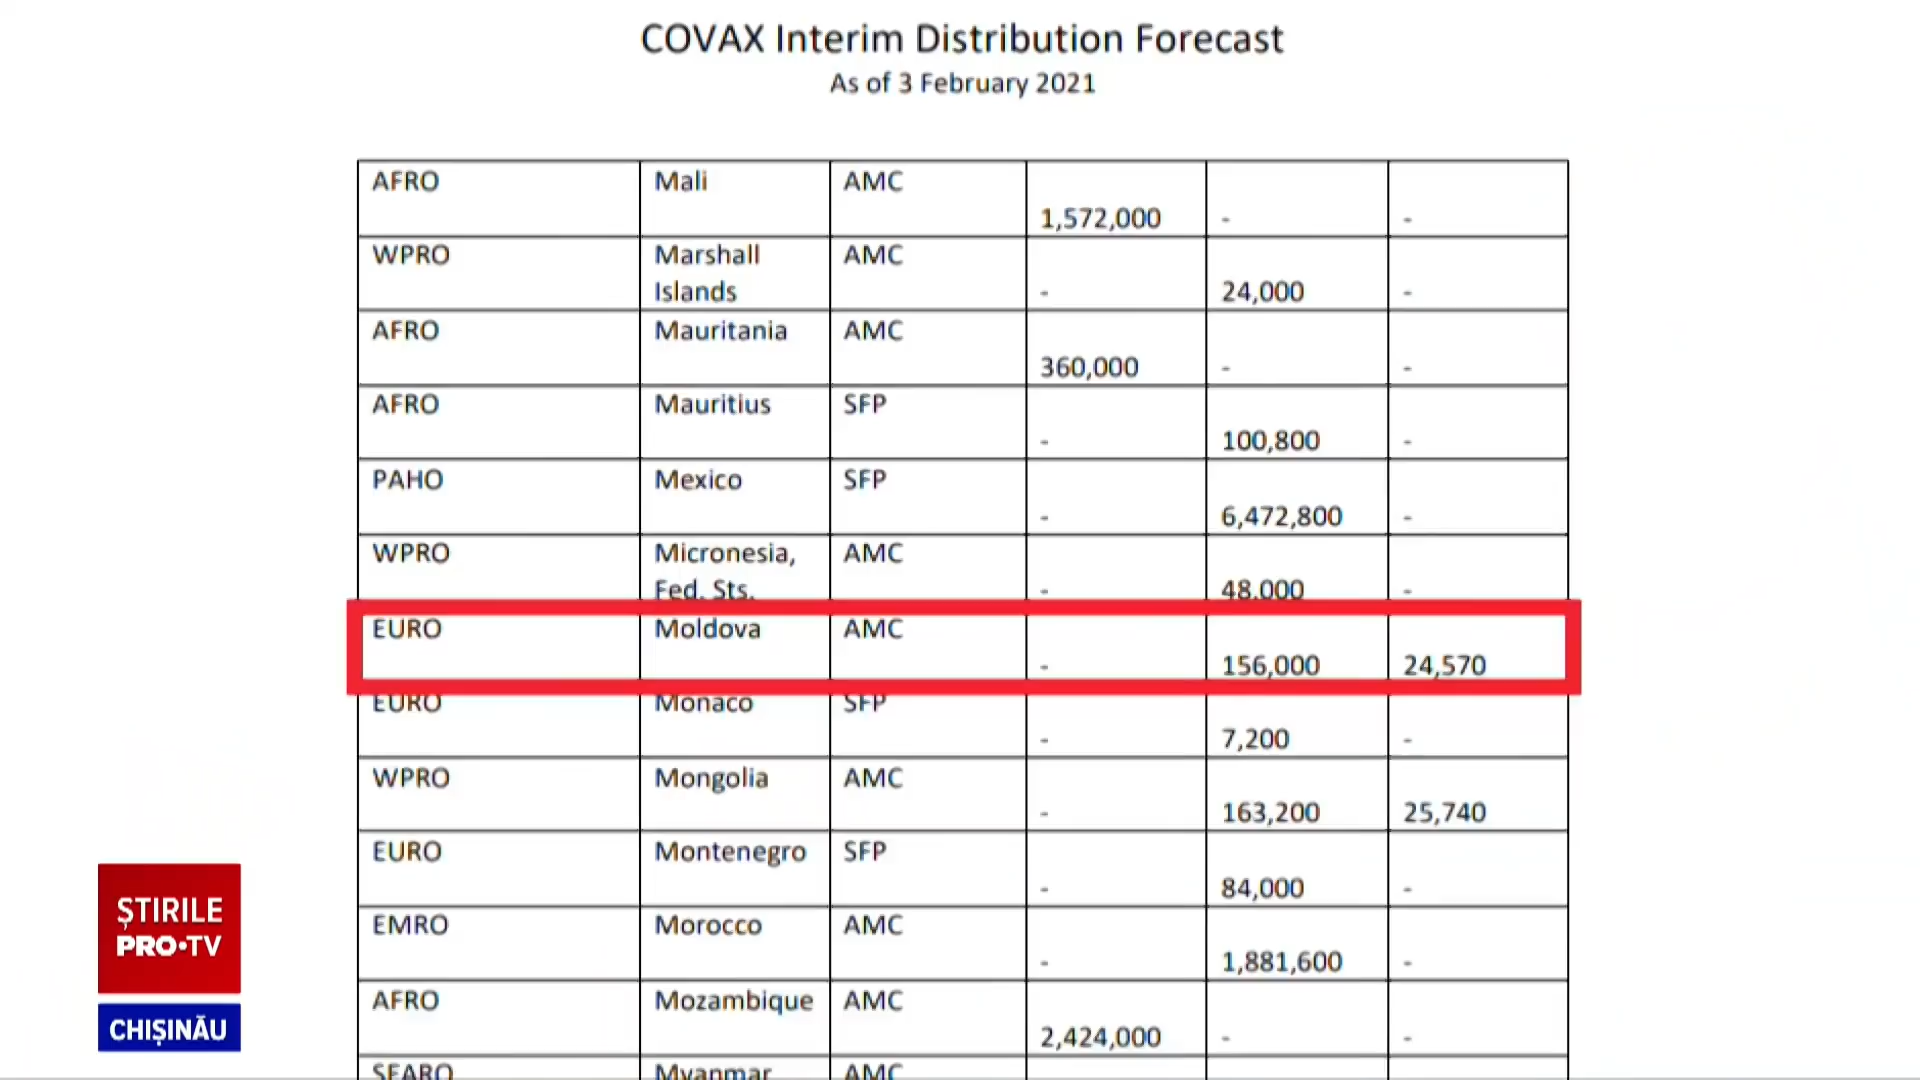 COVAX Interim Distribution Forecast
As of 3 February 2021
AFRO Mali AMC 1,572,000 - -
WPRO Marshall Islands AMC - 24,000 -
AFRO Mauritania AMC 360,000 - -
AFRO Mauritius SFP - 100,800 -
PAHO Mexico SFP - 6,472,800 -
WPRO Micronesia, Fed. Sts. AMC - 48,000 -
EURO Moldova AMC - 156,000 24,570
EURO Monaco SFP - 7,200 -
WPRO Mongolia AMC - 163,200 25,740
EURO Montenegro SFP - 84,000 -
EMRO Morocco AMC - 1,881,600 -
AFRO Mozambique AMC 2,424,000 - -
SEARO Myanmar AMC
ȘTIRILE
PRO•TV
CHIȘINĂU